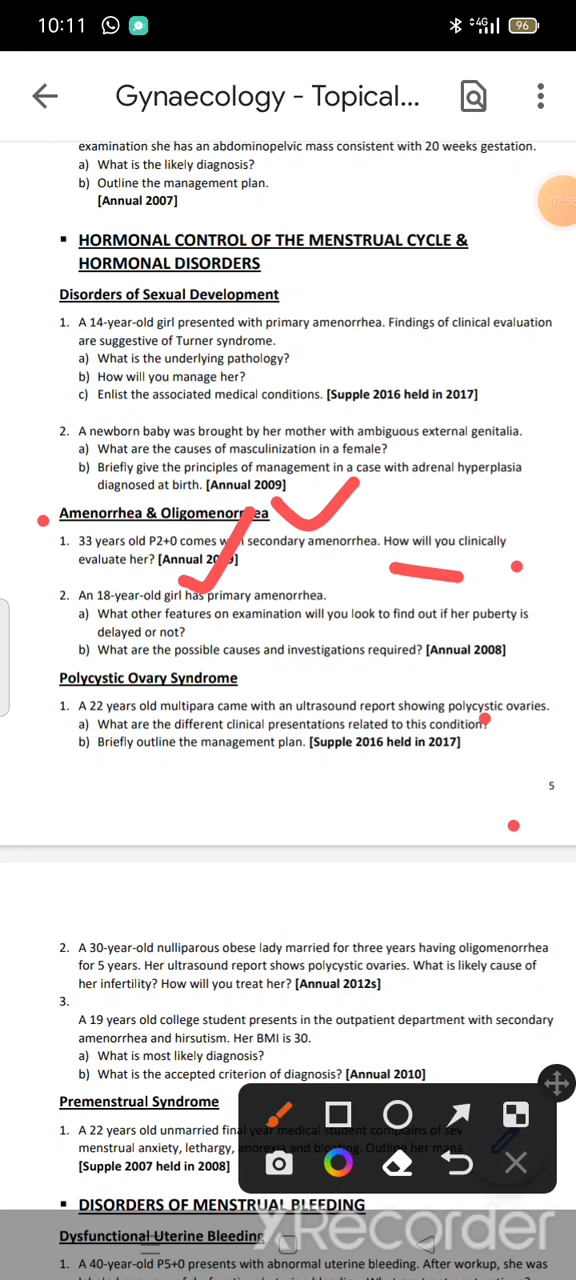 10:11
4G
96
Gynaecology - Topical...
examination she has an abdominopelvic mass consistent with 20 weeks gestation.
a) What is the likely diagnosis?
b) Outline the management plan.
[Annual 2007]
▪ HORMONAL CONTROL OF THE MENSTRUAL CYCLE &
HORMONAL DISORDERS
Disorders of Sexual Development
1. A 14-year-old girl presented with primary amenorrhea. Findings of clinical evaluation
are suggestive of Turner syndrome.
a) What is the underlying pathology?
b) How will you manage her?
c) Enlist the associated medical conditions. [Supple 2016 held in 2017]
2. A newborn baby was brought by her mother with ambiguous external genitalia.
a) What are the causes of masculinization in a female?
b) Briefly give the principles of management in a case with adrenal hyperplasia
diagnosed at birth. [Annual 2009]
Amenorrhea & Oligomenorrhea
1. 33 years old P2+0 comes with secondary amenorrhea. How will you clinically
evaluate her? [Annual
2. An 18-year-old girl has primary amenorrhea.
a) What other features on examination will you look to find out if her puberty is
delayed or not?
b) What are the possible causes and investigations required? [Annual 2008]
Polycystic Ovary Syndrome
1. A 22 years old multipara came with an ultrasound report showing polycystic ovaries.
a) What are the different clinical presentations related to this condition?
b) Briefly outline the management plan. [Supple 2016 held in 2017]
5
2. A 30-year-old nulliparous obese lady married for three years having oligomenorrhea
for 5 years. Her ultrasound report shows polycystic ovaries. What is likely cause of
her infertility? How will you treat her? [Annual 2012s]
3.
A 19 years old college student presents in the outpatient department with secondary
amenorrhea and hirsutism. Her BMI is 30.
a) What is most likely diagnosis?
b) What is the accepted criterion of diagnosis? [Annual 2010]
Premenstrual Syndrome
1. A 22 years old unmarried final year medical student complains of
menstrual anxiety, lethargy, anorexia and bloating. Outline her
[Supple 2007 held in 2008]
▪ DISORDERS OF MENSTRUAL BLEEDING
XRecorder
Dysfunctional Uterine Bleeding
1. A 40-year-old P5+0 presents with abnormal uterine bleeding. After workup, she was